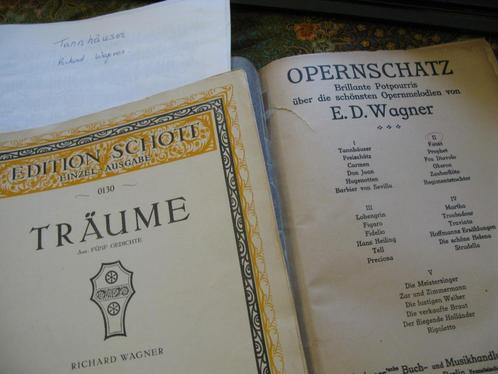 Tannhäuser
Richard Wagner
EDITION SCHOTT
EINZEL-AUSGABE
0130
TRÄUME
Aus: FÜNF GEDICHTE
RICHARD WAGNER
OPERNSCHATZ
Brillante Potpourris
über die schönsten Opernmelodien von
E. D. Wagner
I
Tannhäuser
Freischütz
Carmen
Don Juan
Hugenotten
Barbier von Sevilla
II
Faust
Prophet
Fra Diavolo
Oberon
Zauberflöte
Regimentstochter
III
Lohengrin
Figaro
Fidelio
Hans Heiling
Tell
Preciosa
IV
Martha
Troubadour
Traviata
Hoffmanns Erzählungen
Die schöne Helena
Stradella
V
Die Meistersinger
Zar und Zimmermann
Die lustigen Weiber
Die verkaufte Braut
Der fliegende Holländer
Rigoletto
Buch- und Musikhandl
Berlin